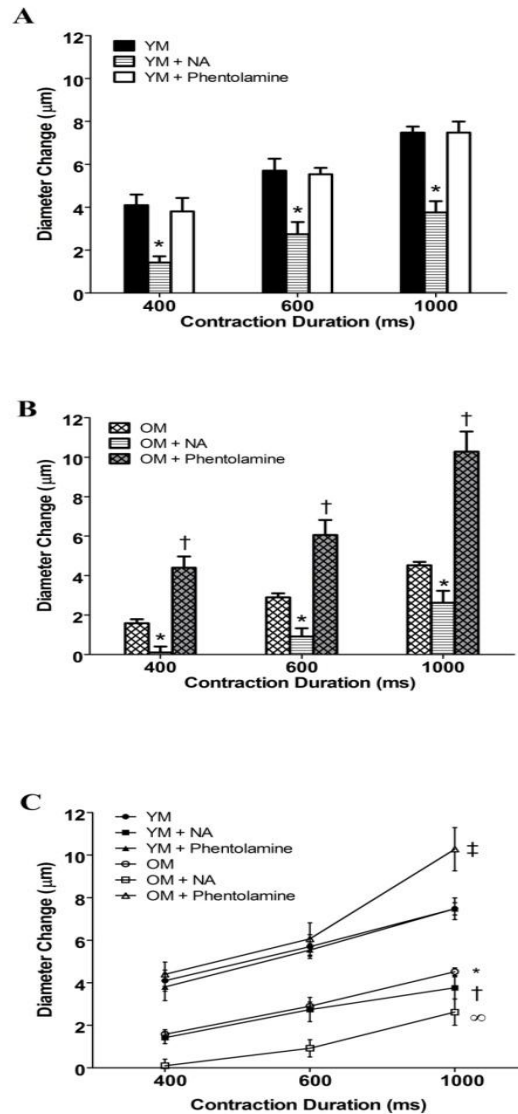 A
12
10
8
6
4
2
0
Diameter Change (μm)
YM
YM + NA
YM + Phentolamine
*
*
*
400 600 1000
Contraction Duration (ms)
B
12
10
8
6
4
2
0
Diameter Change (μm)
OM
OM + NA
OM + Phentolamine
†
†
†
*
*
*
400 600 1000
Contraction Duration (ms)
C
12
10
8
6
4
2
0
Diameter Change (μm)
YM
YM + NA
YM + Phentolamine
OM
OM + NA
OM + Phentolamine
‡
*
†
∞
400 600 1000
Contraction Duration (ms)